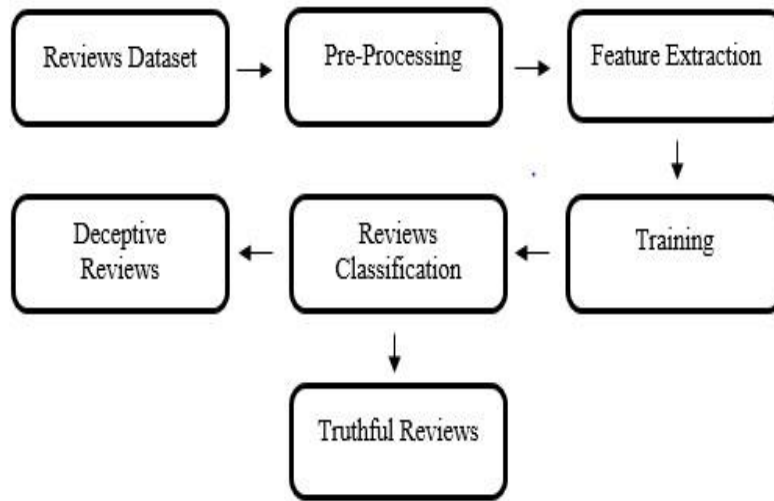 Reviews Dataset
Pre-Processing
Feature Extraction
Deceptive
Reviews
Reviews
Classification
Training
Truthful Reviews